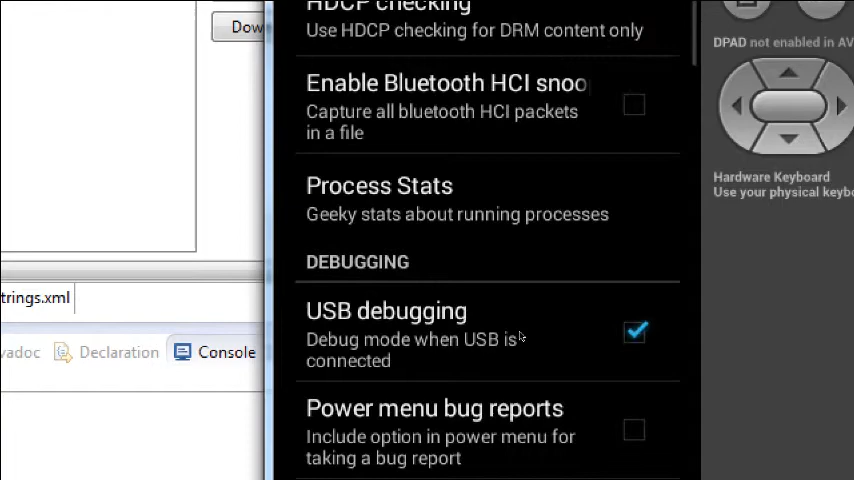 HDCP checking
Use HDCP checking for DRM content only
Dow
DPAD not enabled in AV
Enable Bluetooth HCI snoo
Capture all bluetooth HCI packets
in a file
Hardware Keyboard
Use your physical keybo
Process Stats
Geeky stats about running processes
DEBUGGING
trings.xml
USB debugging
Debug mode when USB is
connected
vadoc
Declaration
Console
Power menu bug reports
Include option in power menu for
taking a bug report